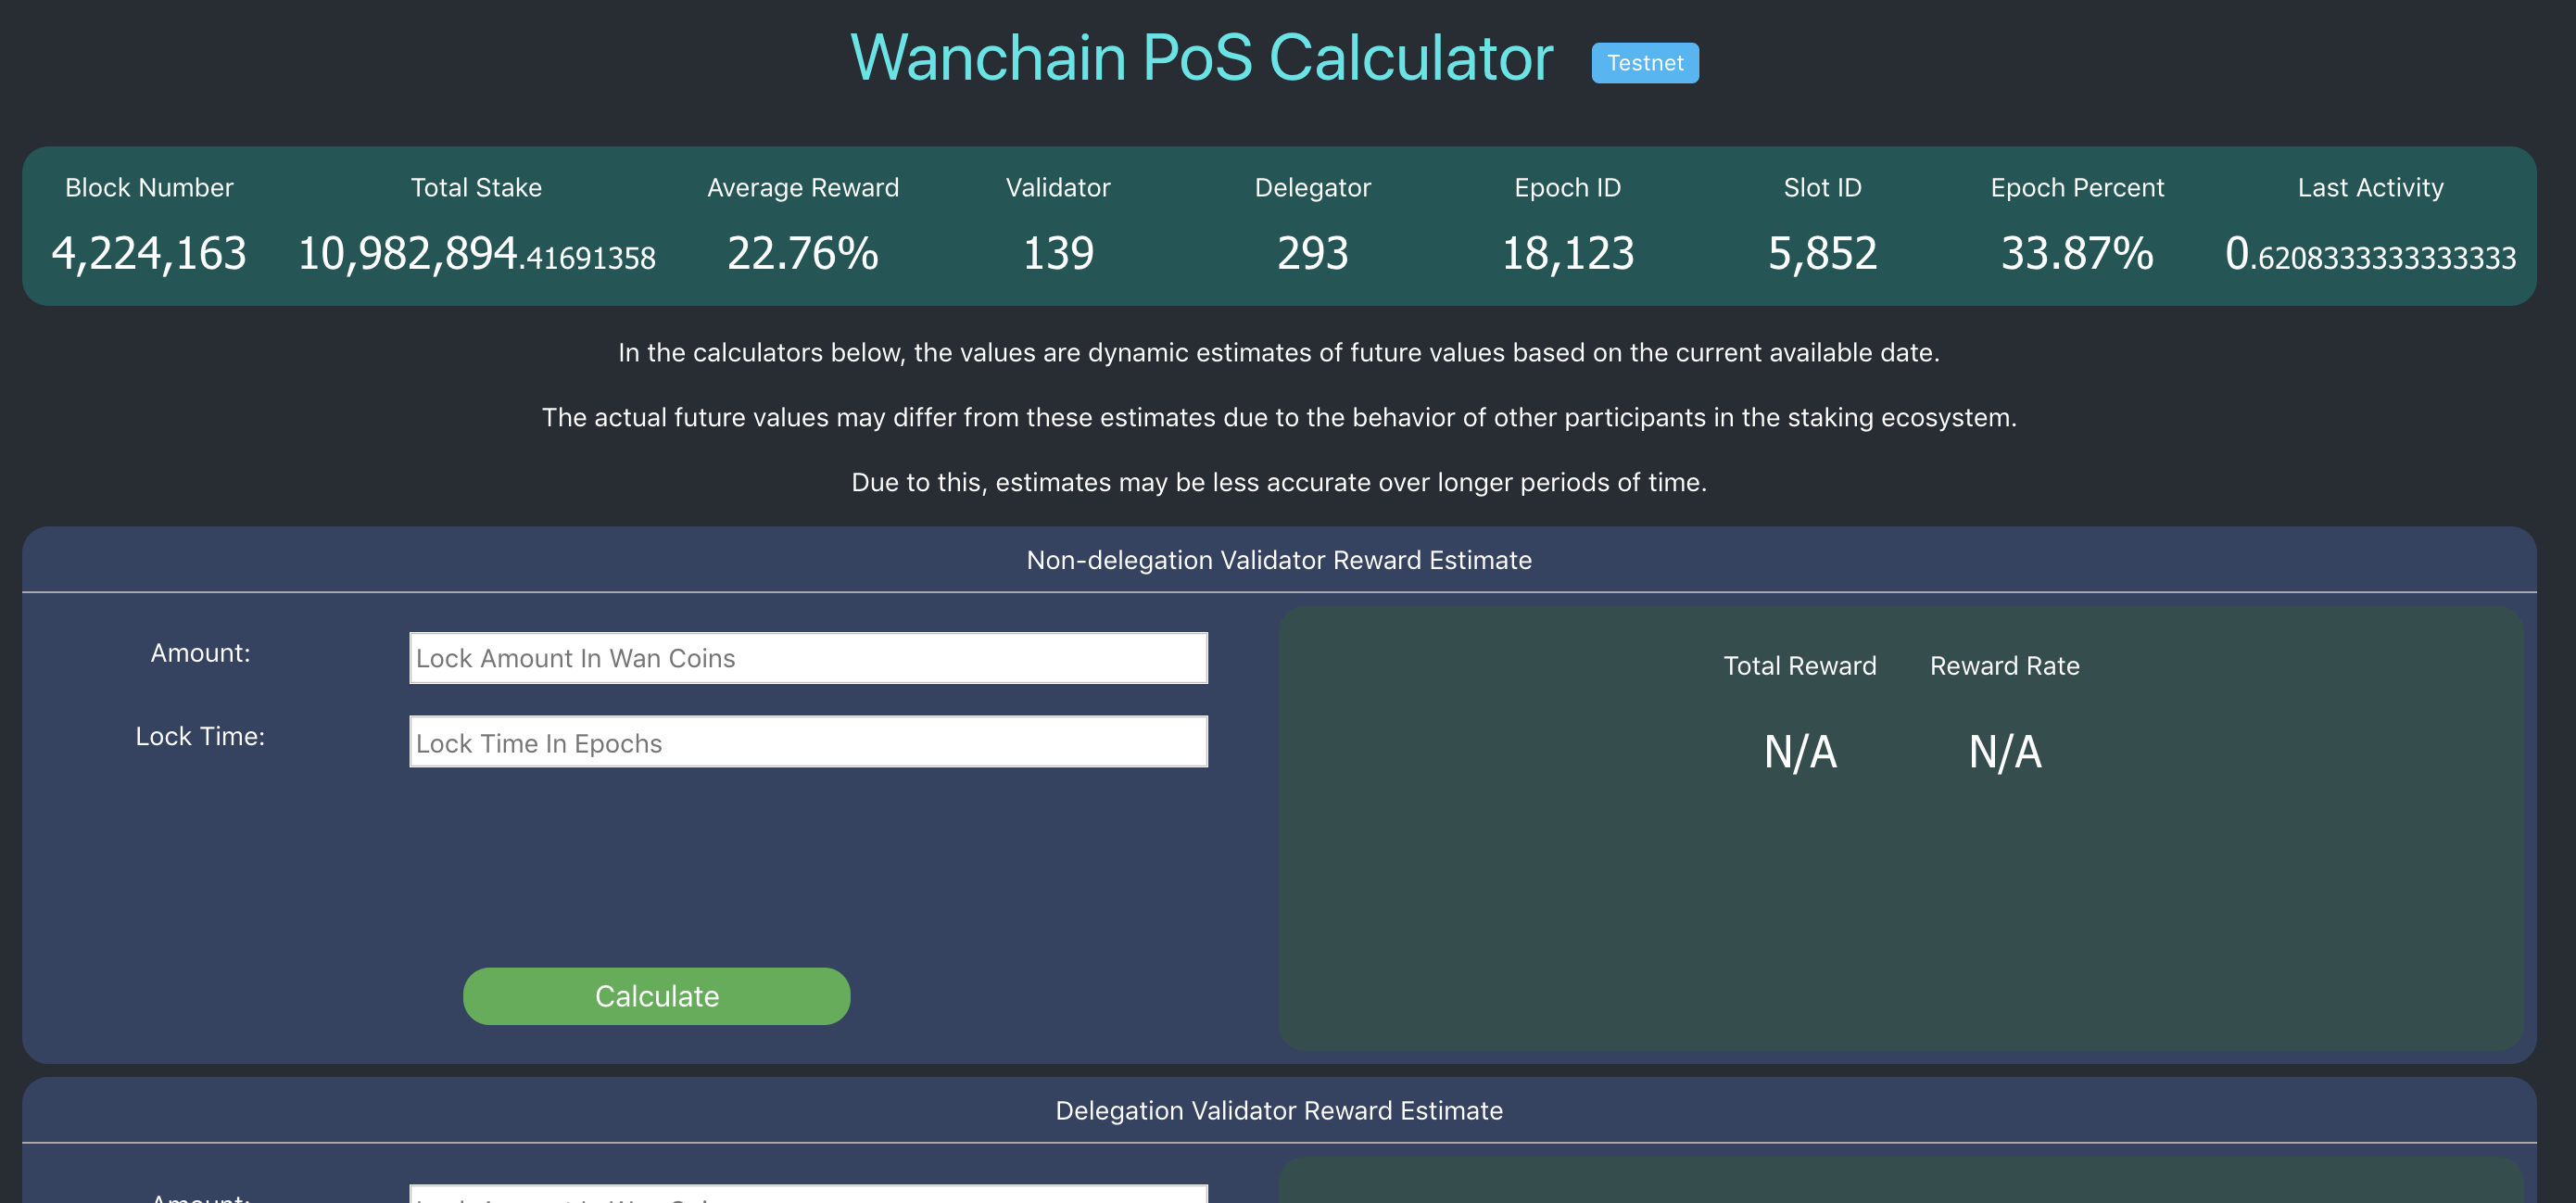 Wanchain PoS Calculator Testnet
Block Number Total Stake Average Reward Validator Delegator Epoch ID Slot ID Epoch Percent Last Activity
4,224,163 10,982,894.41691358 22.76% 139 293 18,123 5,852 33.87% 0.6208333333333333
In the calculators below, the values are dynamic estimates of future values based on the current available date.
The actual future values may differ from these estimates due to the behavior of other participants in the staking ecosystem.
Due to this, estimates may be less accurate over longer periods of time.
Non-delegation Validator Reward Estimate
Amount: Lock Amount In Wan Coins
Lock Time: Lock Time In Epochs
Total Reward Reward Rate
N/A N/A
Calculate
Delegation Validator Reward Estimate
Amount: